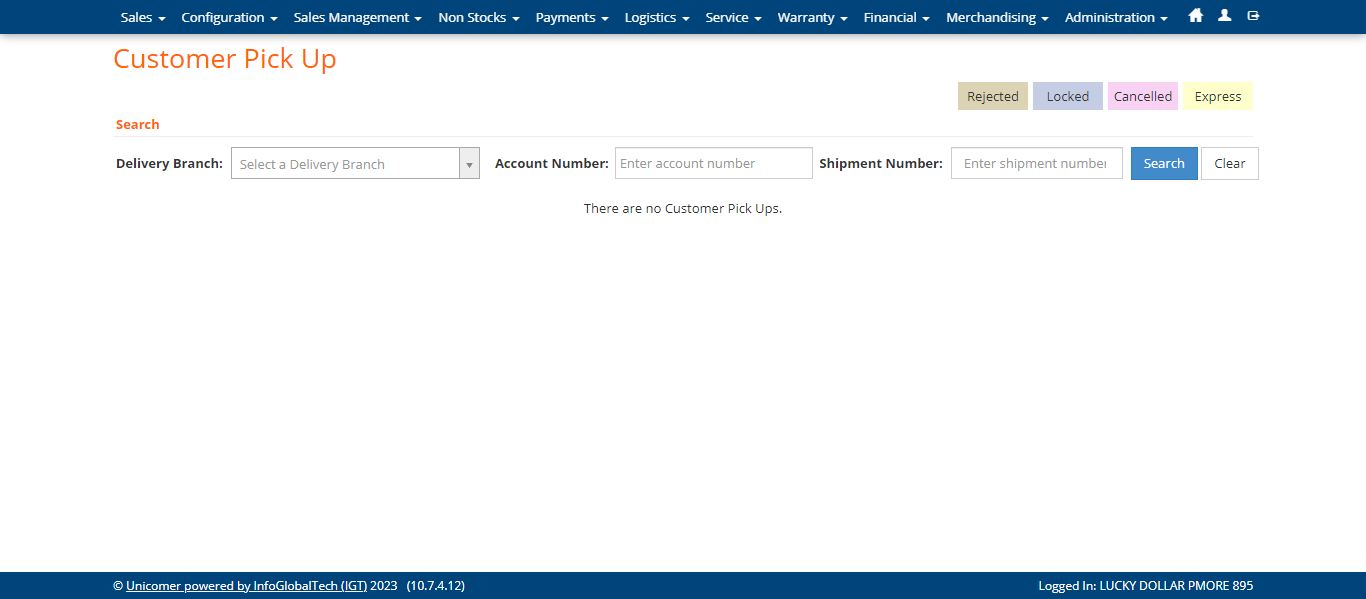 Sales Configuration Sales Management Non Stocks Payments Logistics Service Warranty Financial Merchandising Administration
Customer Pick Up
Rejected Locked Cancelled Express
Search
Delivery Branch: Select a Delivery Branch Account Number: Enter account number Shipment Number: Enter shipment number Search Clear
There are no Customer Pick Ups.
© Unicomer powered by InfoGlobalTech (IGT) 2023 (10.7.4.12) Logged In: LUCKY DOLLAR PMORE 895